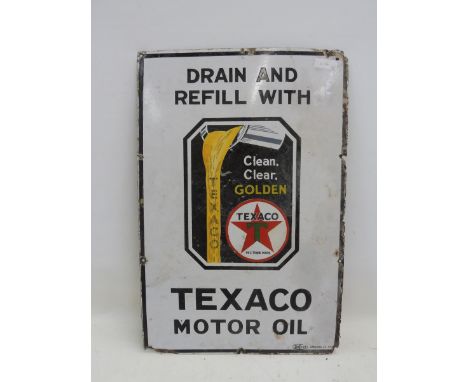 DRAIN AND
REFILL WITH
Clean,
Clear,
GOLDEN
TEXACO
TEXACO
T
TEXACO
MOTOR OIL